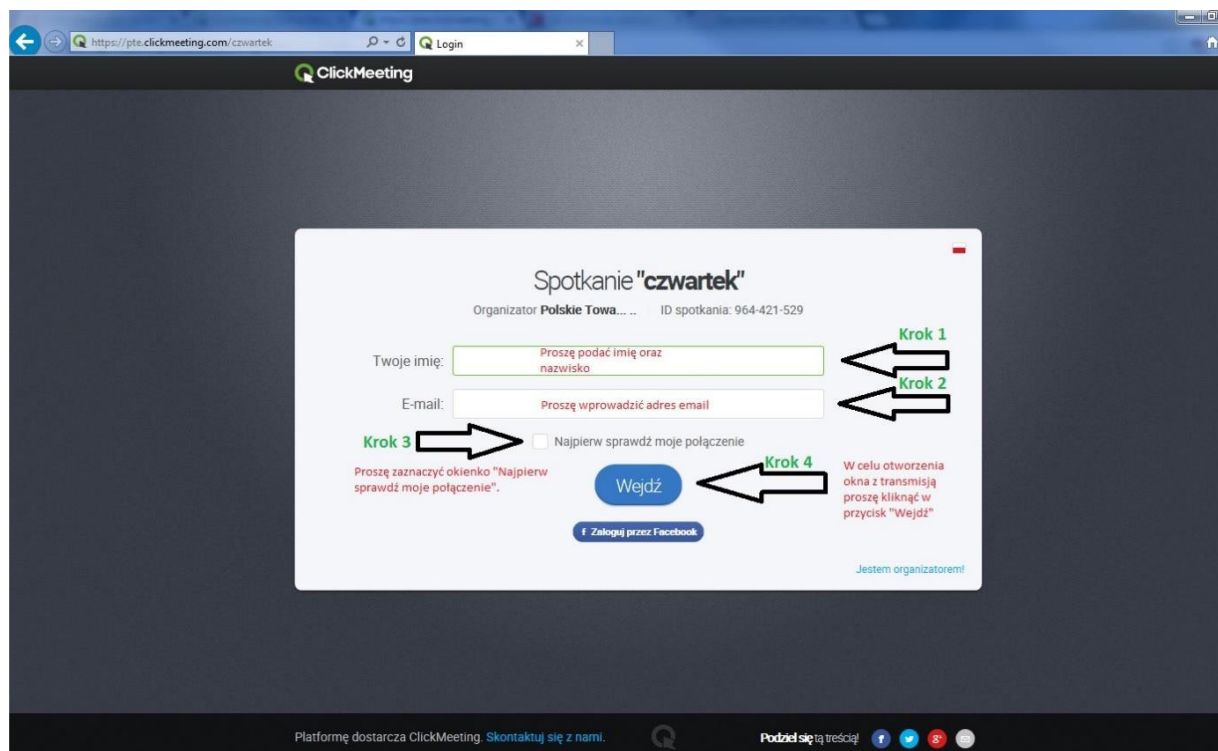 https://pte.clickmeeting.com/czwartek
Login
ClickMeeting
Spotkanie "czwartek"
Organizator Polskie Towa... .. ID spotkania: 964-421-529
Krok 1
Twoje imię:
Proszę podać imię oraz
nazwisko
Krok 2
E-mail:
Proszę wprowadzić adres email
Krok 3
Najpierw sprawdź moje połączenie
Proszę zaznaczyć okienko "Najpierw
sprawdź moje połączenie".
Wejdź
Krok 4
W celu otworzenia
okna z transmisją
proszę kliknąć w
przycisk "Wejdź"
f Zaloguj przez Facebook
Jestem organizatorem!
Platformę dostarcza ClickMeeting. Skontaktuj się z nami.
Podziel się tą treścią!